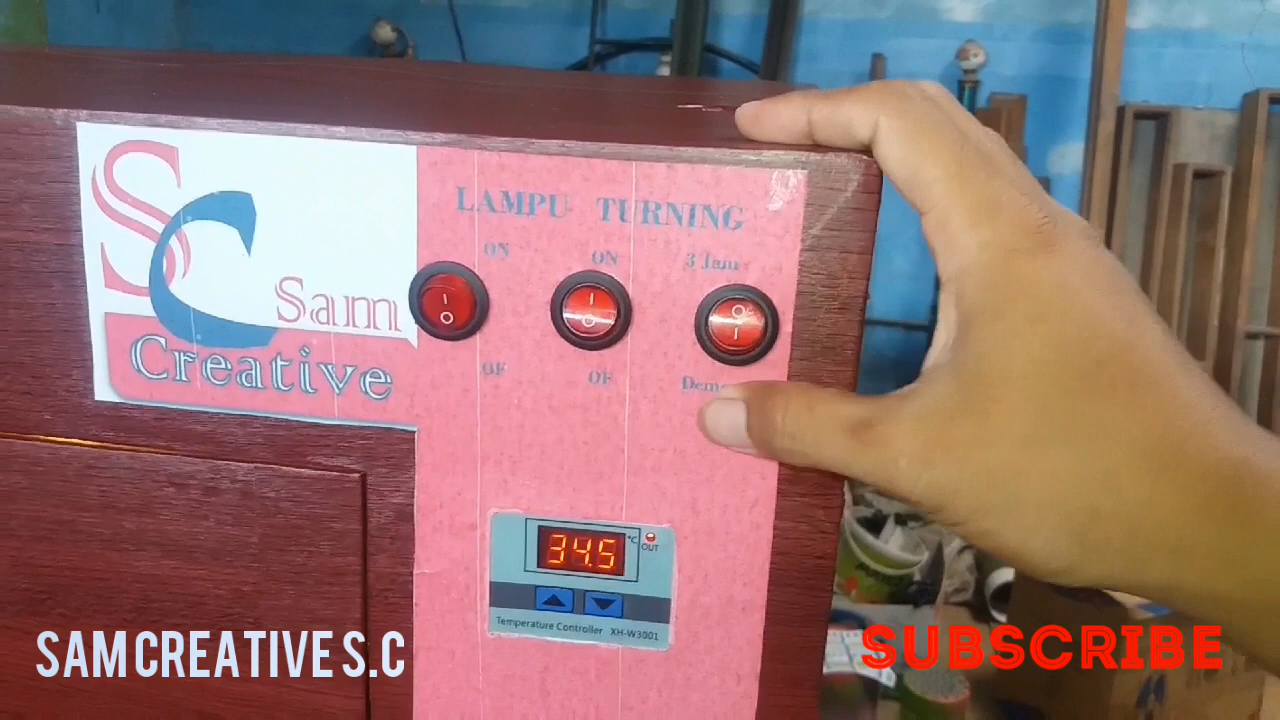 SC
Sam
Creative
LAMPU TURNING
ON ON 3 Jam
I O I O O I
OF OF
34.5 °C OUT
Temperature Controller XH-W3001
SAM CREATIVE S.C
SUBSCRIBE